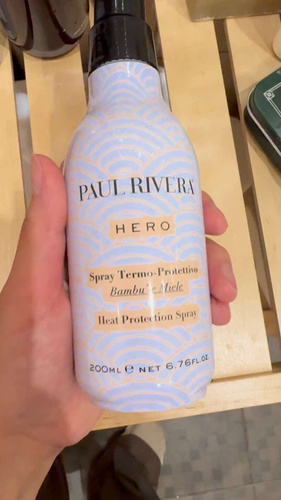 PAUL RIVERA
HERO
Spray Termo-Protettivo
Bambu' e Miele
Heat Protection Spray
200ML ℮ NET 6.76FL.OZ